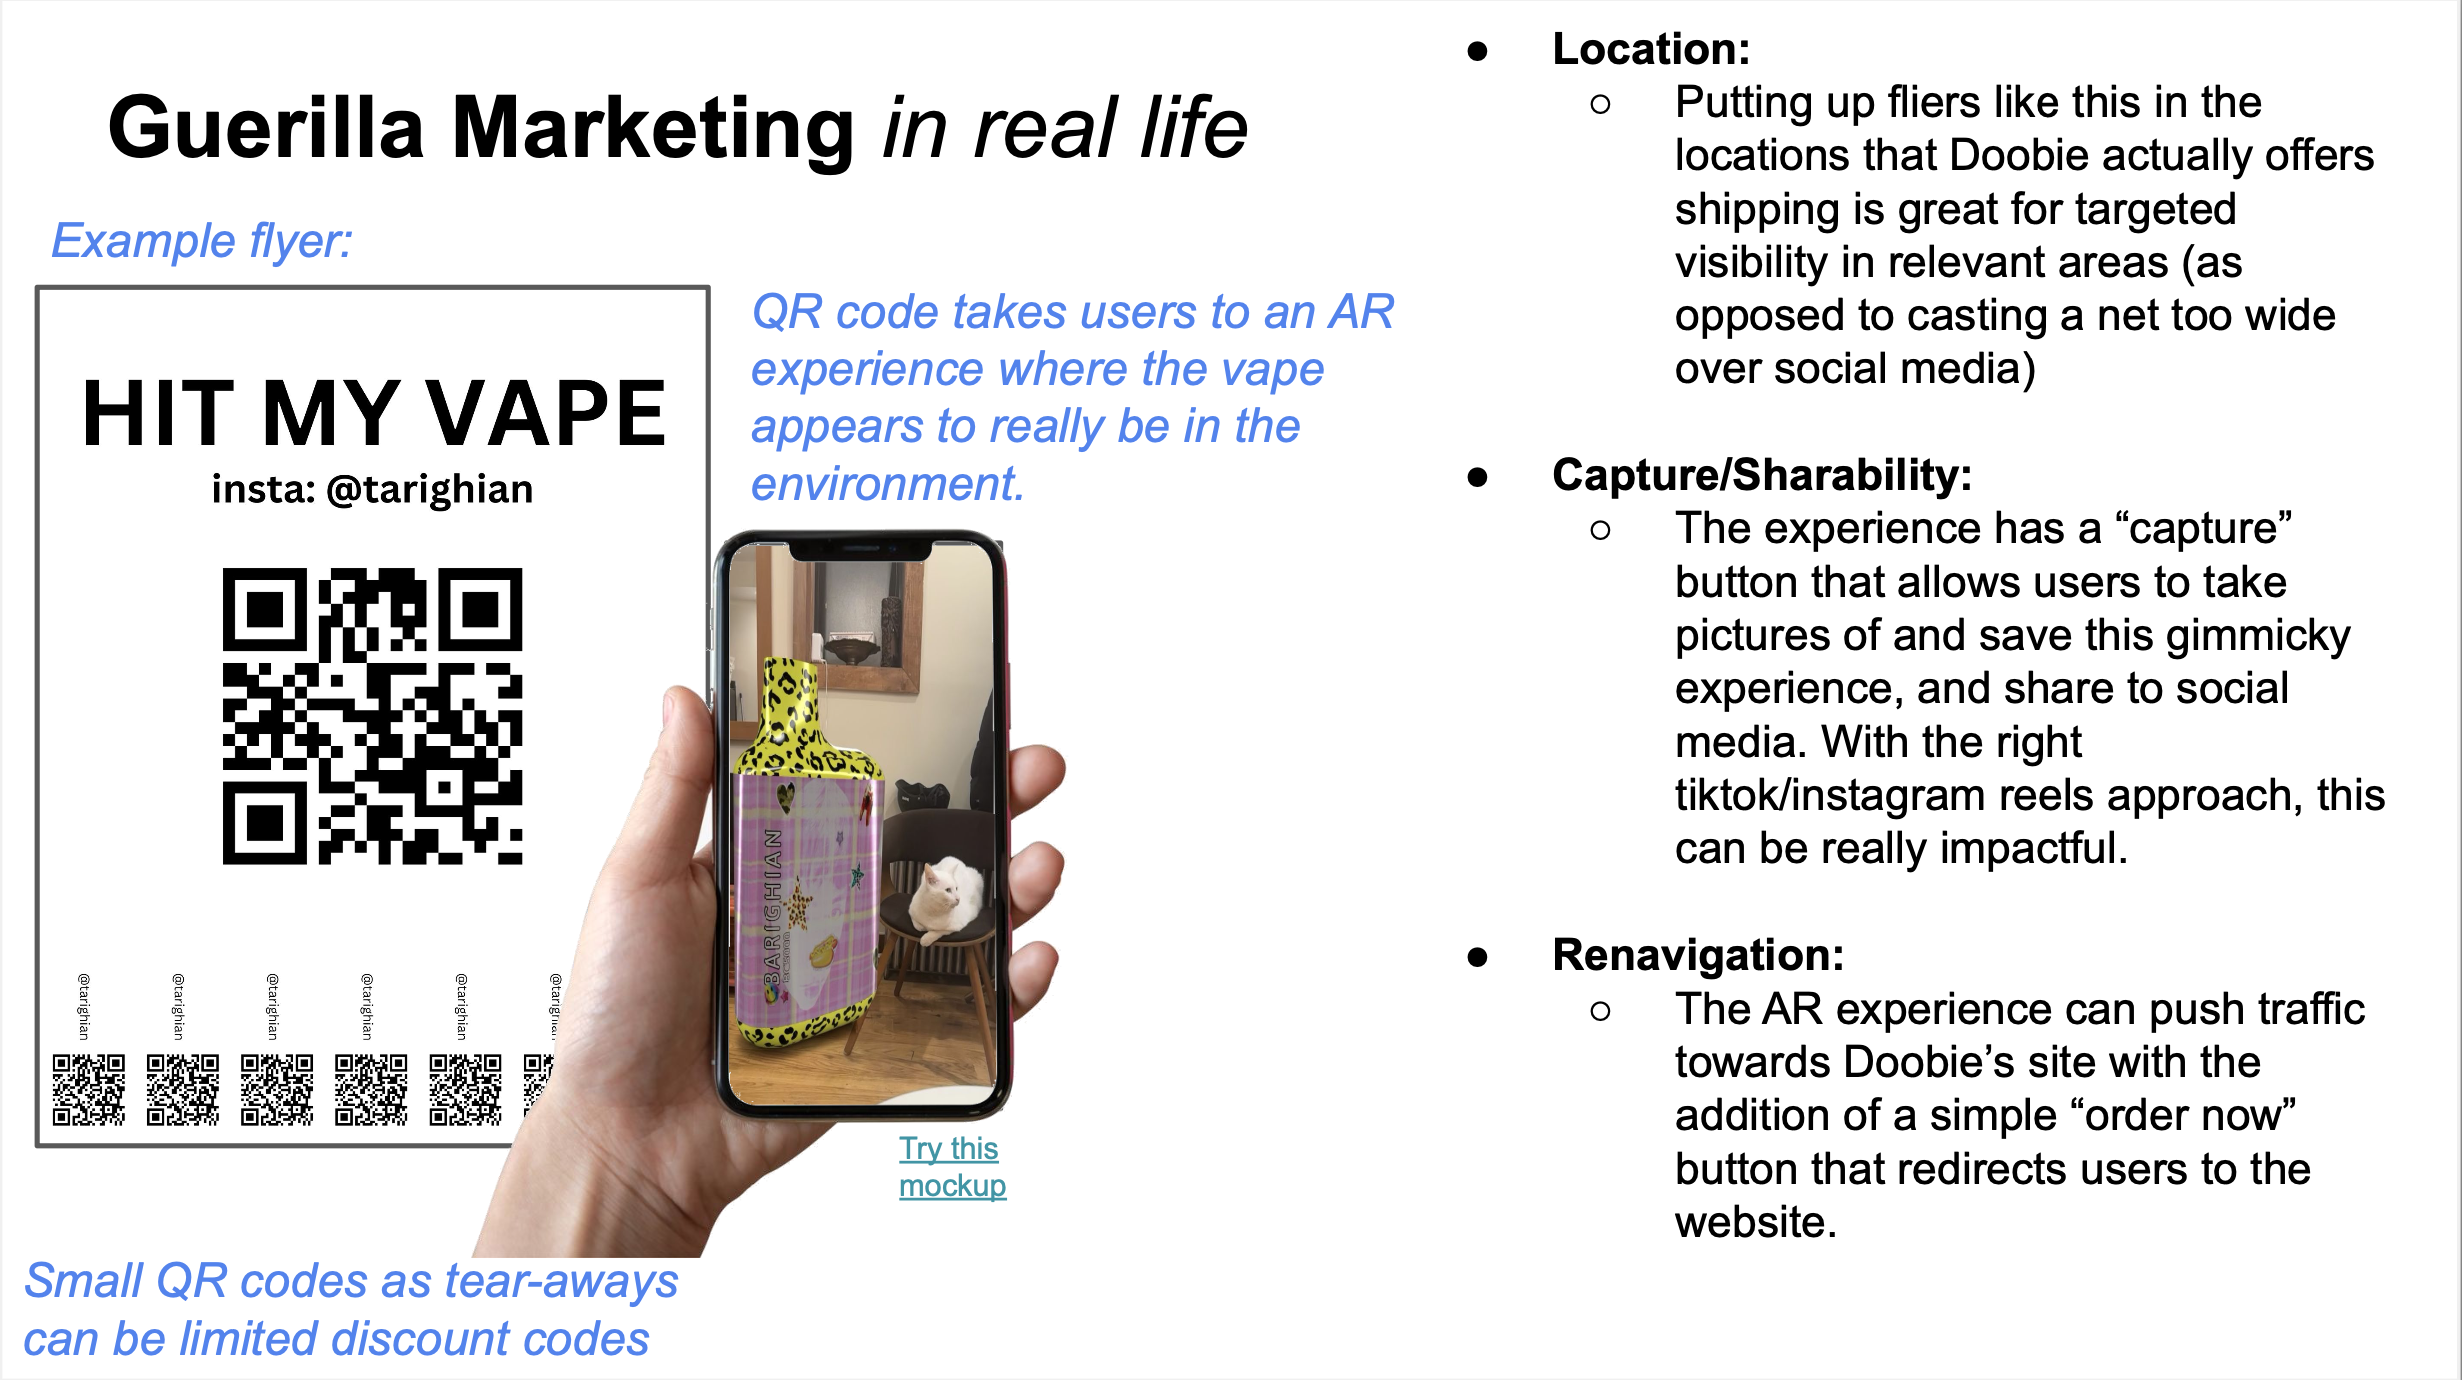 Guerilla Marketing in real life
Example flyer:
HIT MY VAPE
insta: @tarighian
@tarighian
@tarighian
@tarighian
@tarighian
@tarighian
QR code takes users to an AR
experience where the vape
appears to really be in the
environment.
BARIGHIAN
Try this
mockup
Small QR codes as tear-aways
can be limited discount codes
● Location:
○ Putting up fliers like this in the
locations that Doobie actually offers
shipping is great for targeted
visibility in relevant areas (as
opposed to casting a net too wide
over social media)
● Capture/Sharability:
○ The experience has a “capture”
button that allows users to take
pictures of and save this gimmicky
experience, and share to social
media. With the right
tiktok/instagram reels approach, this
can be really impactful.
● Renavigation:
○ The AR experience can push traffic
towards Doobie’s site with the
addition of a simple “order now”
button that redirects users to the
website.